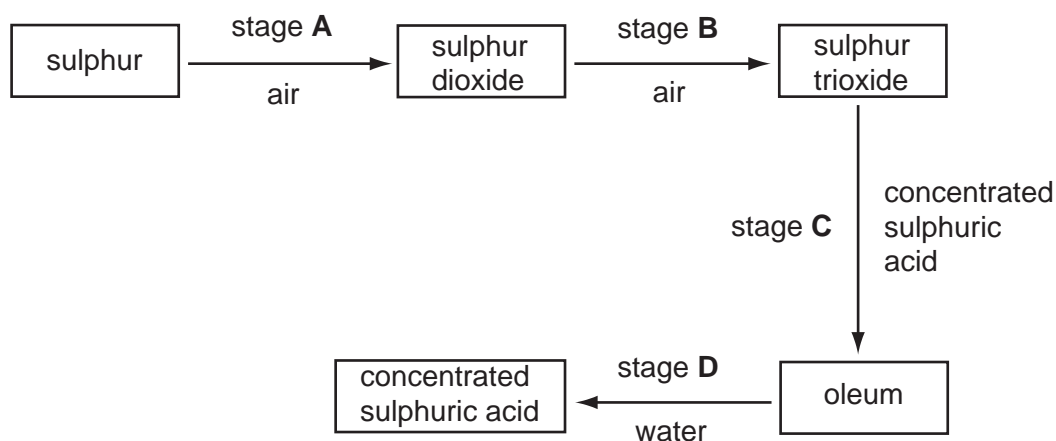 sulphur
stage A
air
sulphur
dioxide
stage B
air
sulphur
trioxide
stage C
concentrated
sulphuric
acid
oleum
stage D
water
concentrated
sulphuric acid